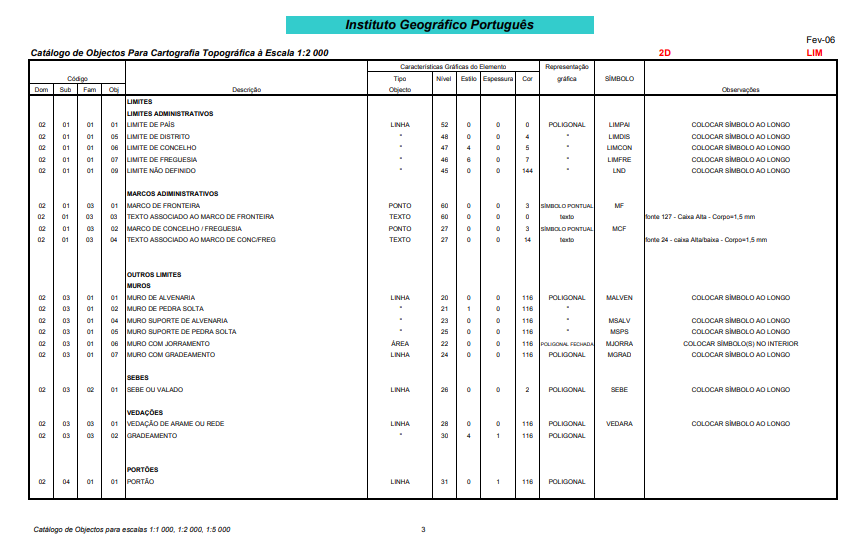 Instituto Geográfico Português
Fev-06
Catálogo de Objectos Para Cartografia Topográfica à Escala 1:2 000 2D LIM
Características Gráficas do Elemento Representação
Código Tipo Nível Estilo Espessura Cor gráfica SÍMBOLO
Dom Sub Fam Obj Descrição Objecto Observações
LIMITES
LIMITES ADMINISTRATIVOS
02 01 01 01 LIMITE DE PAÍS LINHA 52 0 0 0 POLIGONAL LIMPAI COLOCAR SÍMBOLO AO LONGO
02 01 01 05 LIMITE DE DISTRITO " 48 0 0 4 " LIMDIS COLOCAR SÍMBOLO AO LONGO
02 01 01 06 LIMITE DE CONCELHO " 47 4 0 5 " LIMCON COLOCAR SÍMBOLO AO LONGO
02 01 01 07 LIMITE DE FREGUESIA " 46 6 0 7 " LIMFRE COLOCAR SÍMBOLO AO LONGO
02 01 01 09 LIMITE NÃO DEFINIDO " 45 0 0 144 " LND COLOCAR SÍMBOLO AO LONGO
MARCOS ADIMINISTRATIVOS
02 01 03 01 MARCO DE FRONTEIRA PONTO 60 0 0 3 SÍMBOLO PONTUAL MF
02 01 03 03 TEXTO ASSOCIADO AO MARCO DE FRONTEIRA TEXTO 60 0 0 0 texto fonte 127 - Caixa Alta - Corpo=1,5 mm
02 01 03 02 MARCO DE CONCELHO / FREGUESIA PONTO 27 0 0 3 SÍMBOLO PONTUAL MCF
02 01 03 04 TEXTO ASSOCIADO AO MARCO DE CONC/FREG TEXTO 27 0 0 14 texto fonte 24 - caixa Alta/baixa - Corpo=1,5 mm
OUTROS LIMITES
MUROS
02 03 01 01 MURO DE ALVENARIA LINHA 20 0 0 116 POLIGONAL MALVEN COLOCAR SÍMBOLO AO LONGO
02 03 01 02 MURO DE PEDRA SOLTA " 21 1 0 116 "
02 03 01 04 MURO SUPORTE DE ALVENARIA " 23 0 0 116 " MSALV COLOCAR SÍMBOLO AO LONGO
02 03 01 05 MURO SUPORTE DE PEDRA SOLTA " 25 0 0 116 " MSPS COLOCAR SÍMBOLO AO LONGO
02 03 01 06 MURO COM JORRAMENTO ÁREA 22 0 0 116 POLIGONAL FECHADA MJORRA COLOCAR SÍMBOLO(S) NO INTERIOR
02 03 01 07 MURO COM GRADEAMENTO LINHA 24 0 0 116 POLIGONAL MGRAD COLOCAR SÍMBOLO AO LONGO
SEBES
02 03 02 01 SEBE OU VALADO LINHA 26 0 0 2 POLIGONAL SEBE COLOCAR SÍMBOLO AO LONGO
VEDAÇÕES
02 03 03 01 VEDAÇÃO DE ARAME OU REDE LINHA 28 0 0 116 POLIGONAL VEDARA COLOCAR SÍMBOLO AO LONGO
02 03 03 02 GRADEAMENTO " 30 4 1 116 POLIGONAL
PORTÕES
02 04 01 01 PORTÃO LINHA 31 0 1 116 POLIGONAL
Catálogo de Objectos para escalas 1:1 000, 1:2 000, 1:5 000 3